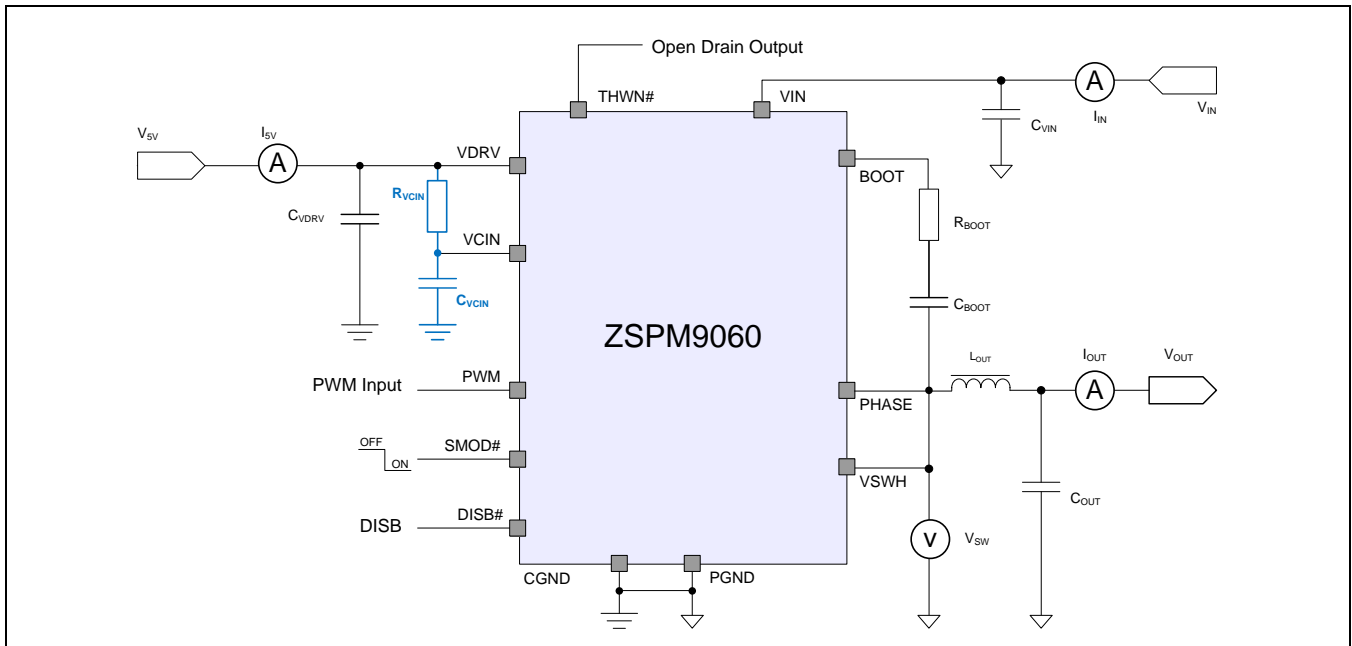 Open Drain Output
THWN#
VIN
A
I_IN
V_IN
C_VIN
V_5V
I_5V
A
VDRV
BOOT
R_VCIN
C_VDRV
R_BOOT
VCIN
C_VCIN
C_BOOT
ZSPM9060
L_OUT
I_OUT
V_OUT
A
PWM Input
PWM
PHASE
OFF
ON
SMOD#
VSWH
C_OUT
DISB
DISB#
V
V_SW
CGND
PGND